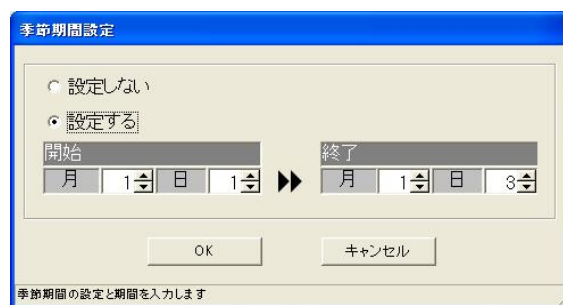 季節期間設定
設定しない
設定する
開始 終了
月 1 日 1 月 1 日 3
OK キャンセル
季節期間の設定と期間を入力します